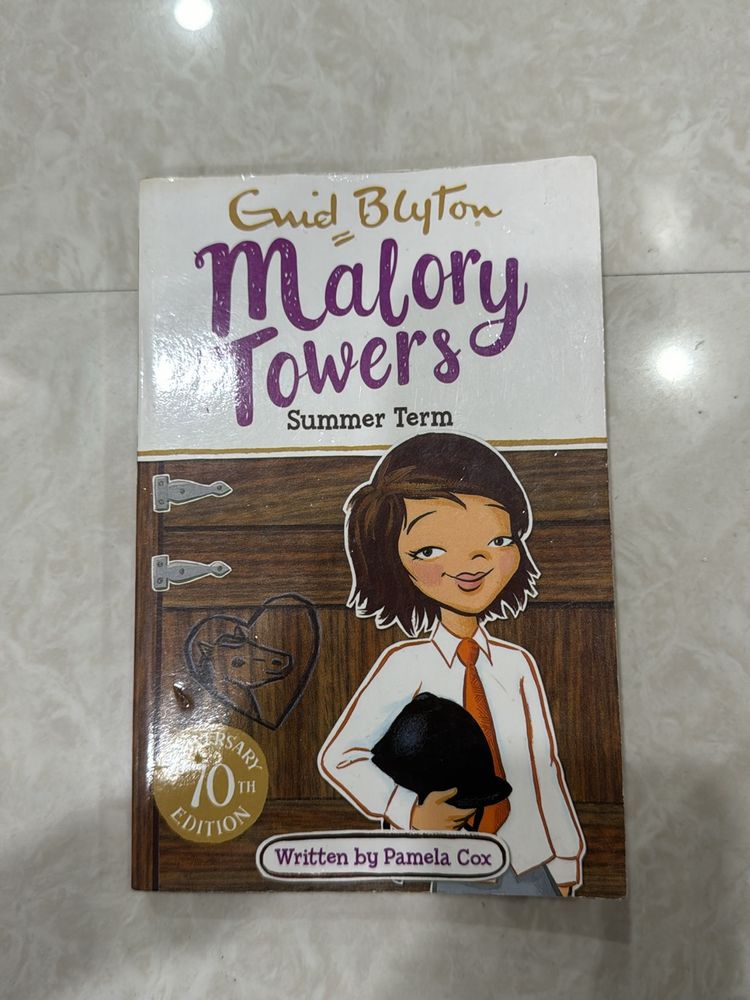 Enid Blyton
Malory
Towers
Summer Term
70TH
EDITION
Written by Pamela Cox